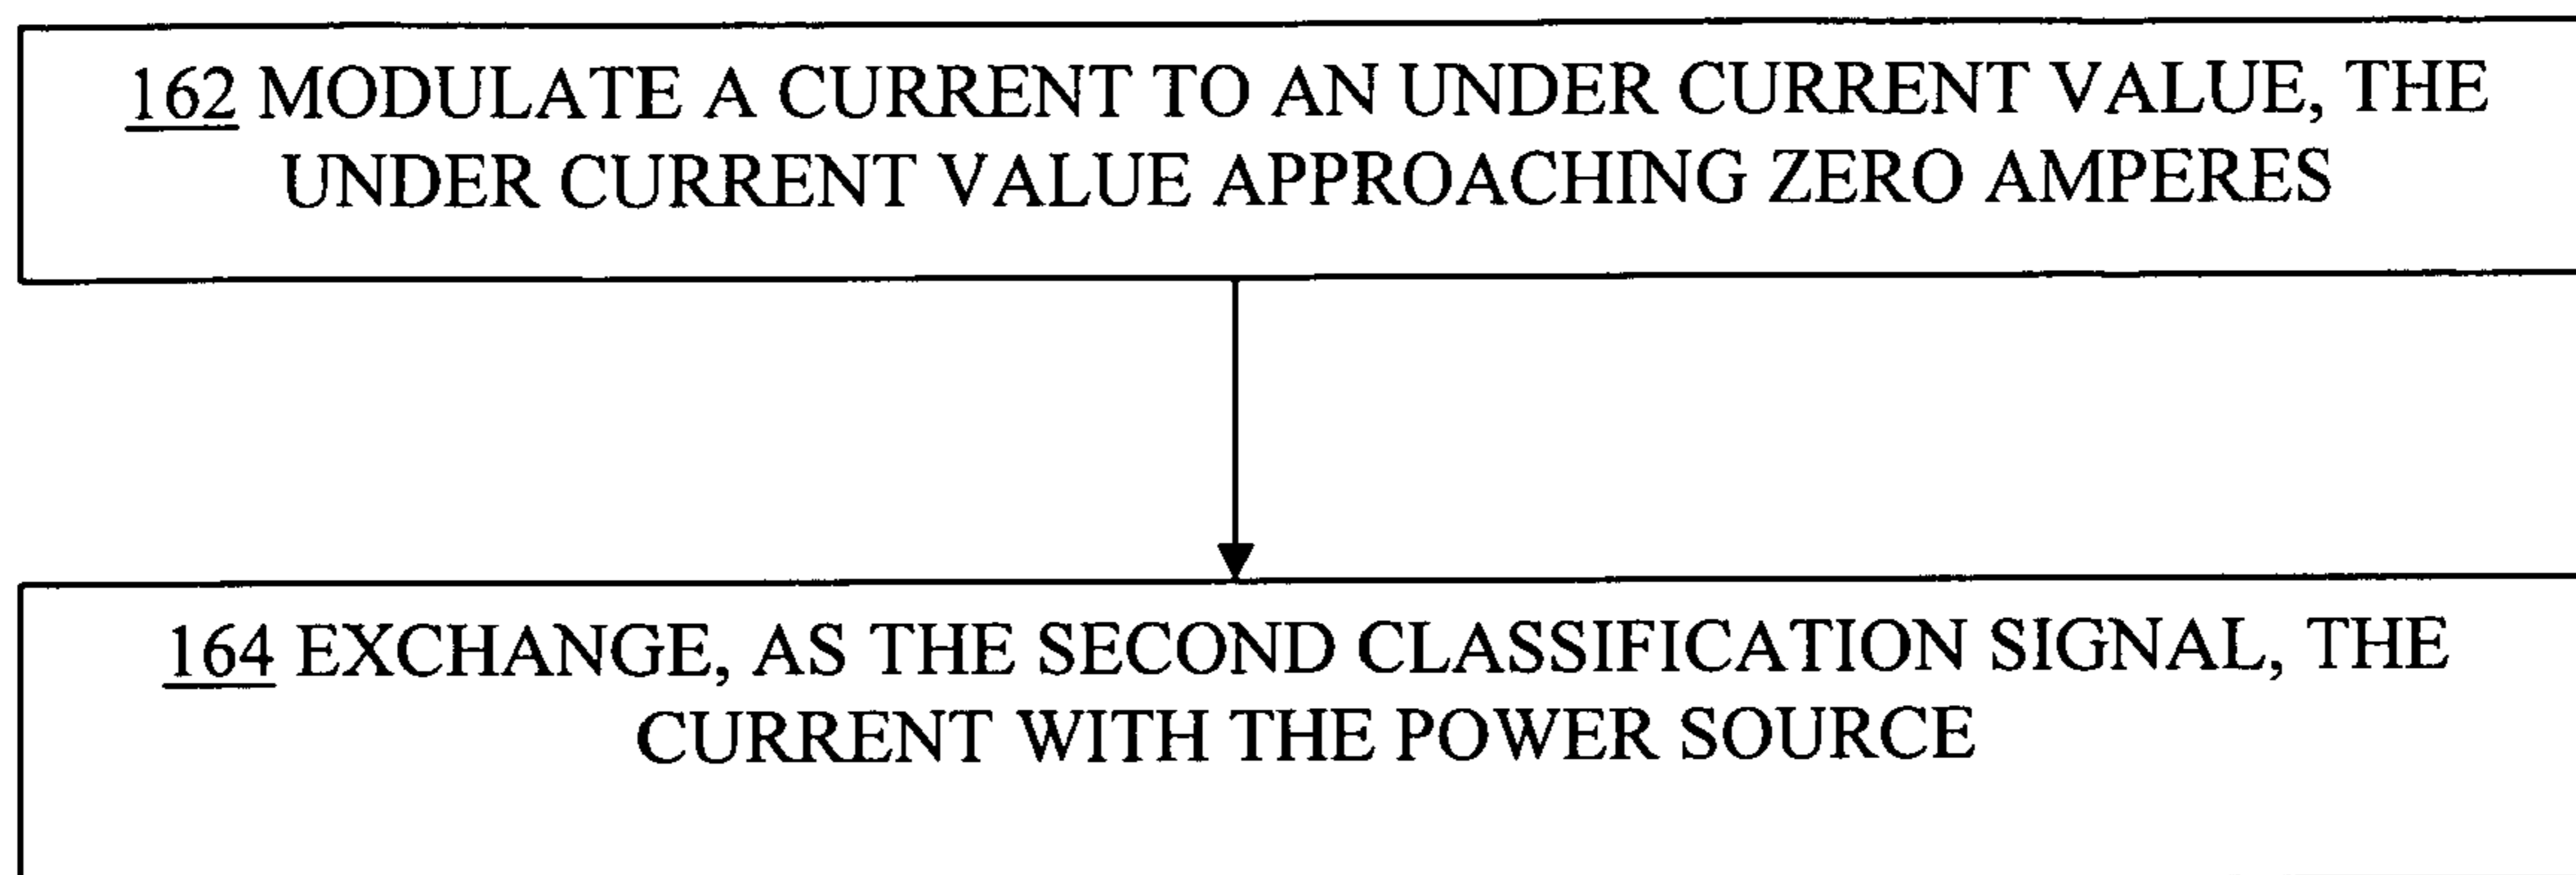 162 MODULATE A CURRENT TO AN UNDER CURRENT VALUE, THE
UNDER CURRENT VALUE APPROACHING ZERO AMPERES
164 EXCHANGE, AS THE SECOND CLASSIFICATION SIGNAL, THE
CURRENT WITH THE POWER SOURCE